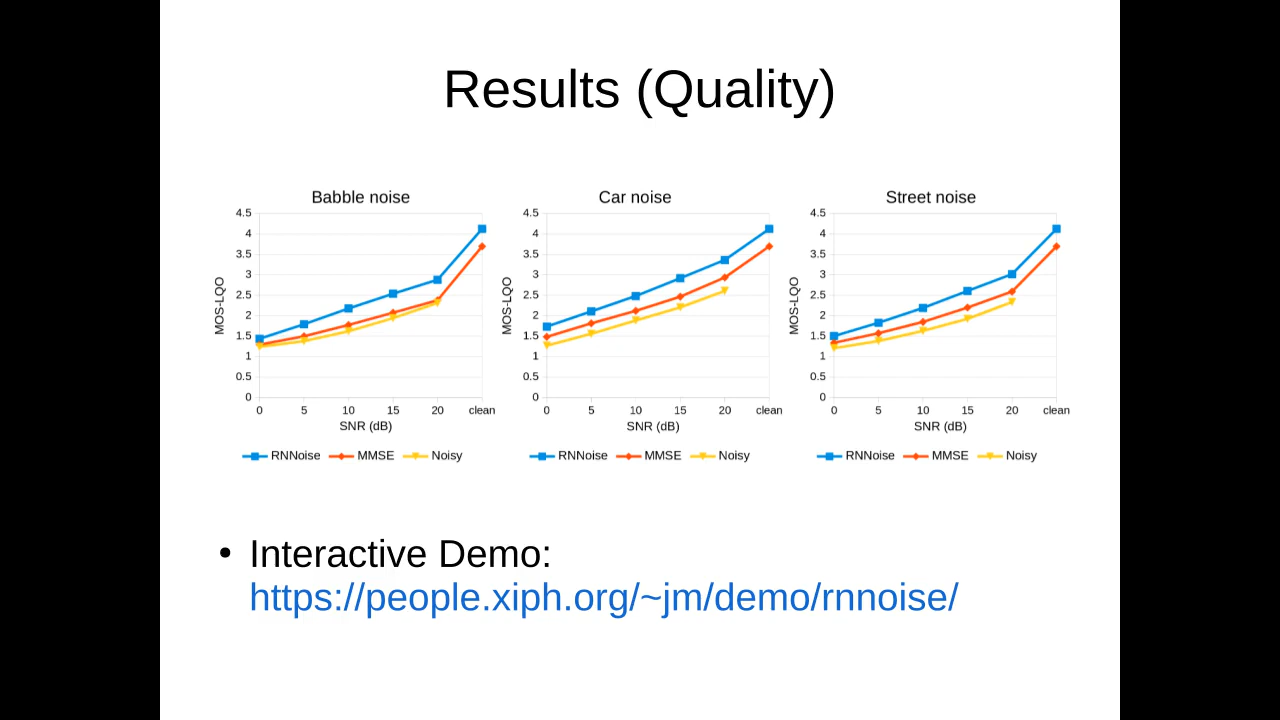 Results (Quality)
Babble noise
4.5
4
3.5
3
2.5
2
1.5
1
0.5
0
MOS-LQO
0 5 10 15 20 clean
SNR (dB)
RNNoise MMSE Noisy
Car noise
4.5
4
3.5
3
2.5
2
1.5
1
0.5
0
MOS-LQO
0 5 10 15 20 clean
SNR (dB)
RNNoise MMSE Noisy
Street noise
4.5
4
3.5
3
2.5
2
1.5
1
0.5
0
MOS-LQO
0 5 10 15 20 clean
SNR (dB)
RNNoise MMSE Noisy
• Interactive Demo:
https://people.xiph.org/~jm/demo/rnnoise/